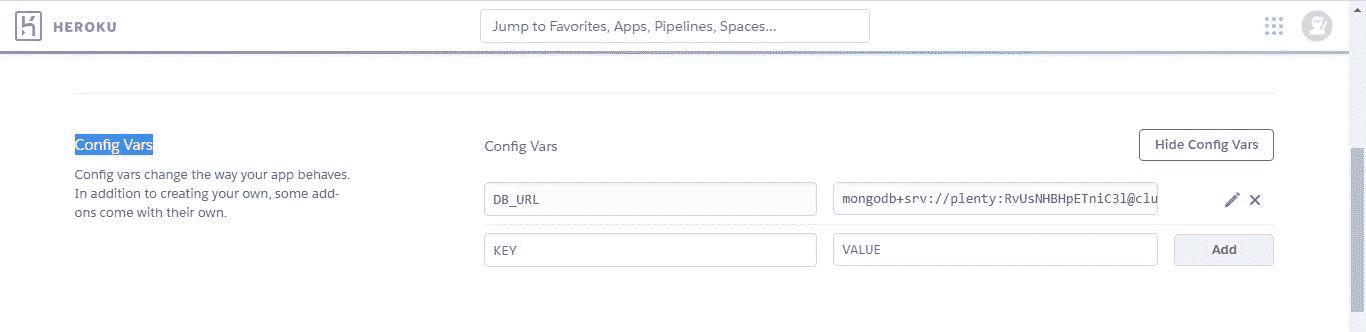 HEROKU
Jump to Favorites, Apps, Pipelines, Spaces...
Config Vars
Config vars change the way your app behaves.
In addition to creating your own, some add-
ons come with their own.
Config Vars
Hide Config Vars
DB_URL
mongodb+srv://plenty:RvUsNHBHpETniC3l@clu
KEY
VALUE
Add